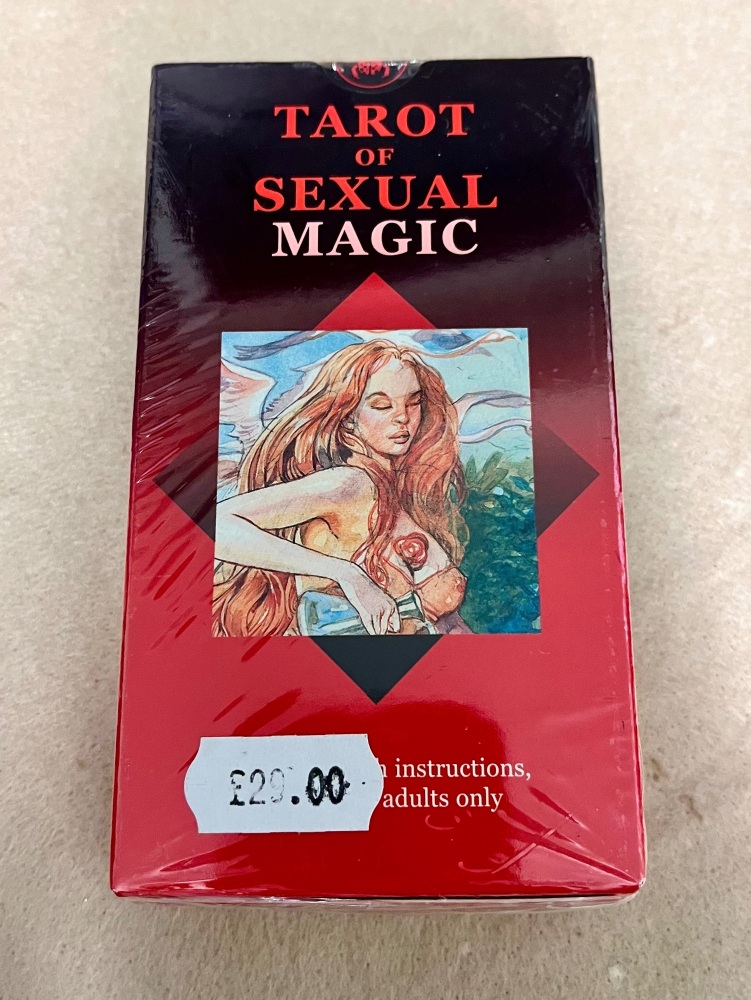 TAROT
OF
SEXUAL
MAGIC
instructions,
£29.00
adults only